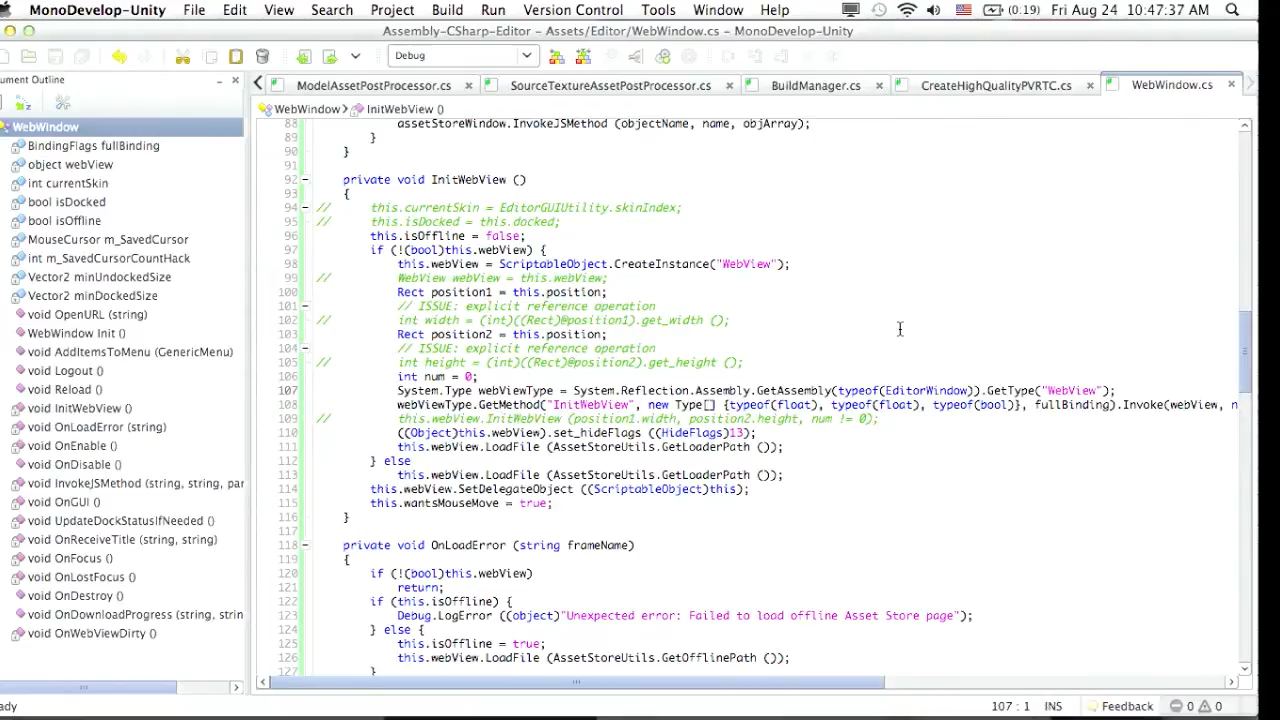 MonoDevelop-Unity File Edit View Search Project Build Run Version Control Tools Window Help (0:19) Fri Aug 24 10:47:37 AM
Assembly-CSharp-Editor - Assets/Editor/WebWindow.cs - MonoDevelop-Unity
Debug
ument Outline
ModelAssetPostProcessor.cs SourceTextureAssetPostProcessor.cs BuildManager.cs CreateHighQualityPVRTC.cs WebWindow.cs
WebWindow InitWebView ()
WebWindow
BindingFlags fullBinding
object webView
int currentSkin
bool isDocked
bool isOffline
MouseCursor m_SavedCursor
int m_SavedCursorCountHack
Vector2 minUndockedSize
Vector2 minDockedSize
void OpenURL (string)
WebWindow Init ()
void AddItemsToMenu (GenericMenu)
void Logout ()
void Reload ()
void InitWebView ()
void OnLoadError (string)
void OnEnable ()
void OnDisable ()
void InvokeJSMethod (string, string, par
void OnGUI ()
void UpdateDockStatusIfNeeded ()
void OnReceiveTitle (string, string)
void OnFocus ()
void OnLostFocus ()
void OnDestroy ()
void OnDownloadProgress (string, strin
void OnWebViewDirty ()
88 assetStoreWindow.InvokeJSMethod (objectName, name, objArray);
89 }
90 }
91
92 private void InitWebView ()
93 {
94 // this.currentSkin = EditorGUIUtility.skinIndex;
95 // this.isDocked = this.docked;
96 this.isOffline = false;
97 if (!(bool)this.webView) {
98 this.webView = ScriptableObject.CreateInstance("WebView");
99 // WebView webView = this.webView;
100 Rect position1 = this.position;
101 // ISSUE: explicit reference operation
102 // int width = (int)((Rect)@position1).get_width ();
103 Rect position2 = this.position;
104 // ISSUE: explicit reference operation
105 // int height = (int)((Rect)@position2).get_height ();
106 int num = 0;
107 System.Type webViewType = System.Reflection.Assembly.GetAssembly(typeof(EditorWindow)).GetType("WebView");
108 webViewType.GetMethod("InitWebView", new Type[] {typeof(float), typeof(float), typeof(bool)}, fullBinding).Invoke(webView, n
109 // this.webView.InitWebView (position1.width, position2.height, num != 0);
110 ((Object)this.webView).set_hideFlags ((HideFlags)13);
111 this.webView.LoadFile (AssetStoreUtils.GetLoaderPath ());
112 } else
113 this.webView.LoadFile (AssetStoreUtils.GetLoaderPath ());
114 this.webView.SetDelegateObject ((ScriptableObject)this);
115 this.wantsMouseMove = true;
116 }
117
118 private void OnLoadError (string frameName)
119 {
120 if (!(bool)this.webView)
121 return;
122 if (this.isOffline) {
123 Debug.LogError ((object)"Unexpected error: Failed to load offline Asset Store page");
124 } else {
125 this.isOffline = true;
126 this.webView.LoadFile (AssetStoreUtils.GetOfflinePath ());
127 }
ady 107 : 1 INS Feedback 0 0